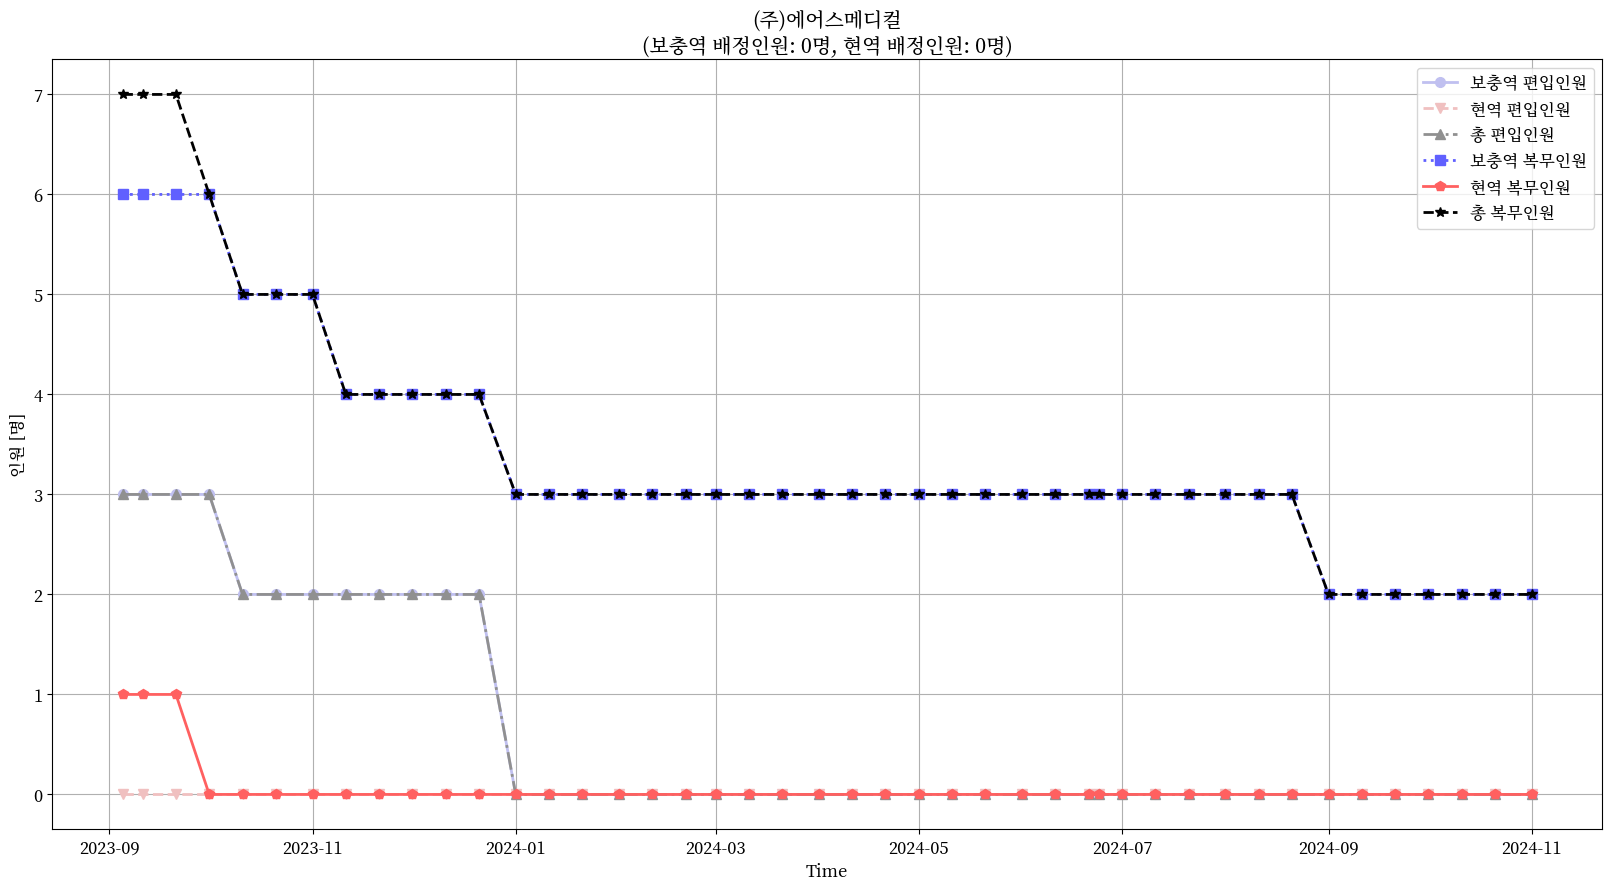 (주)에어스메디컬
(보충역 배정인원: 0명, 현역 배정인원: 0명)
보충역 편입인원
현역 편입인원
총 편입인원
보충역 복무인원
현역 복무인원
총 복무인원
인원 [명]
7
6
5
4
3
2
1
0
2023-09
2023-11
2024-01
2024-03
2024-05
2024-07
2024-09
2024-11
Time